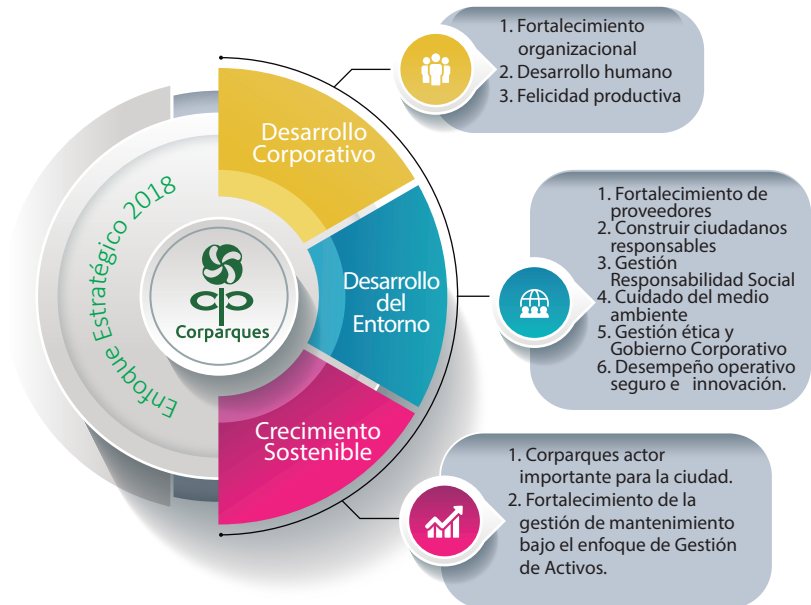 Enfoque Estratégico 2018
Corparques
Desarrollo
Corporativo
1. Fortalecimiento
organizacional
2. Desarrollo humano
3. Felicidad productiva
Desarrollo
del
Entorno
1. Fortalecimiento de
proveedores
2. Construir ciudadanos
responsables
3. Gestión
Responsabilidad Social
4. Cuidado del medio
ambiente
5. Gestión ética y
Gobierno Corporativo
6. Desempeño operativo
seguro e innovación.
Crecimiento
Sostenible
1. Corparques actor
importante para la ciudad.
2. Fortalecimiento de la
gestión de mantenimiento
bajo el enfoque de Gestión
de Activos.